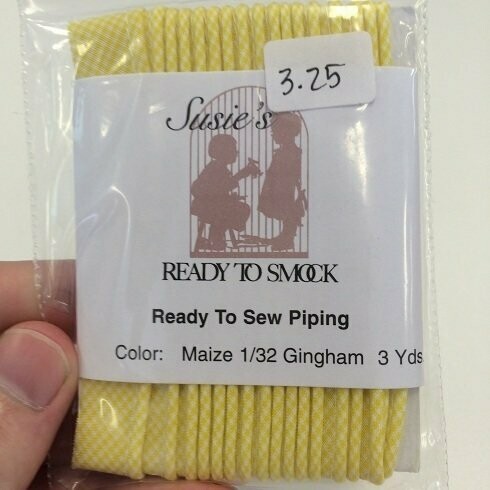 3.25
Susie's
READY TO SMOCK
Ready To Sew Piping
Color: Maize 1/32 Gingham 3 Yds